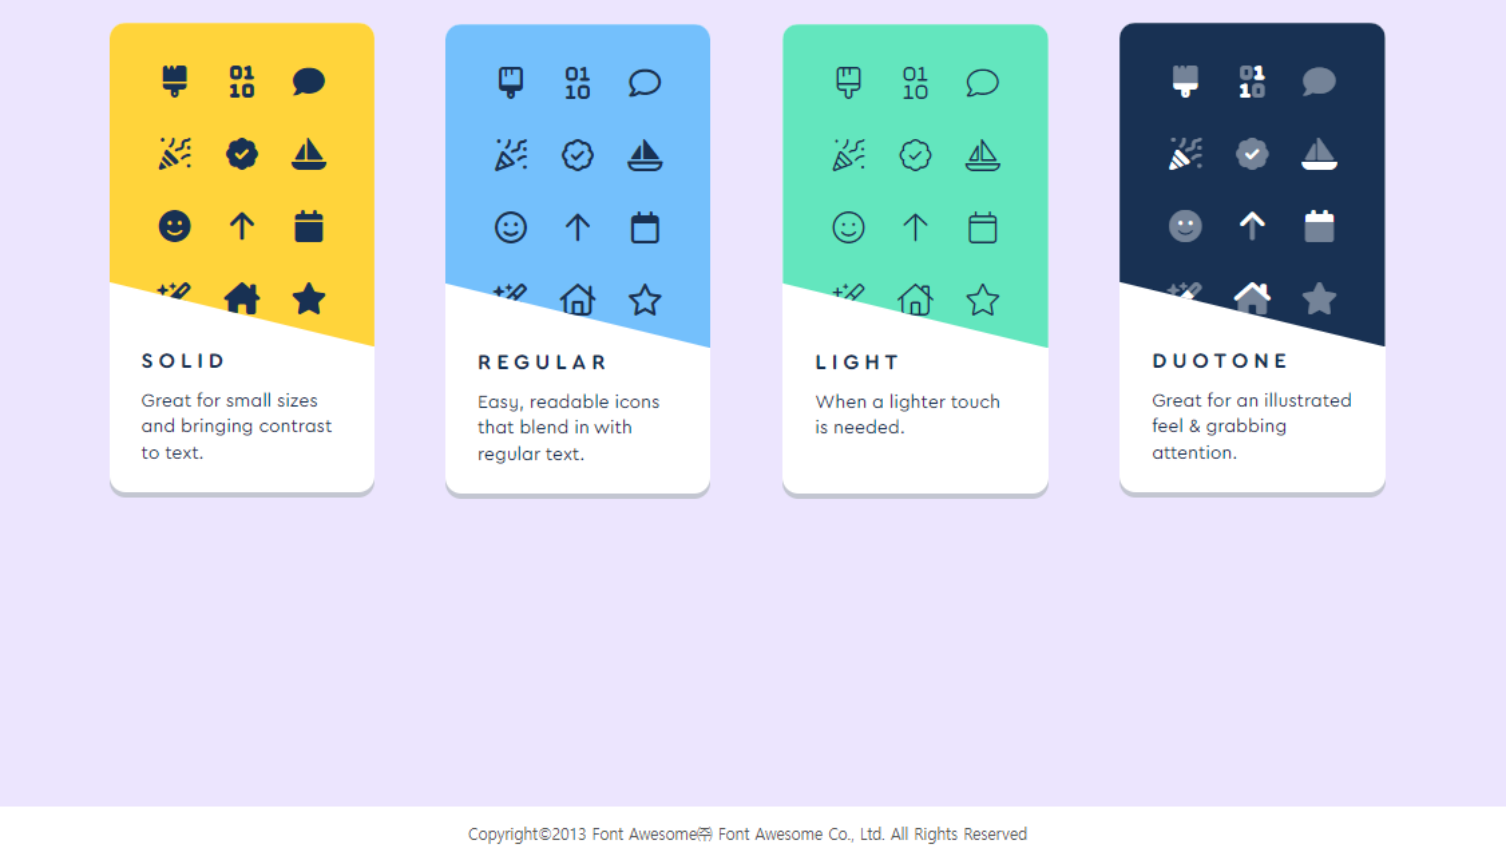 01
10
01
10
01
10
01
10
SOLID
Great for small sizes
and bringing contrast
to text.
REGULAR
Easy, readable icons
that blend in with
regular text.
LIGHT
When a lighter touch
is needed.
DUOTONE
Great for an illustrated
feel & grabbing
attention.
Copyright©2013 Font Awesome㈜ Font Awesome Co., Ltd. All Rights Reserved